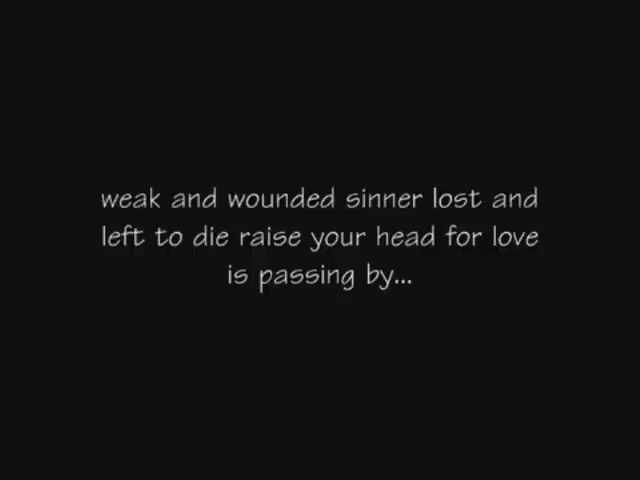 weak and wounded sinner lost and
left to die raise your head for love
is passing by...